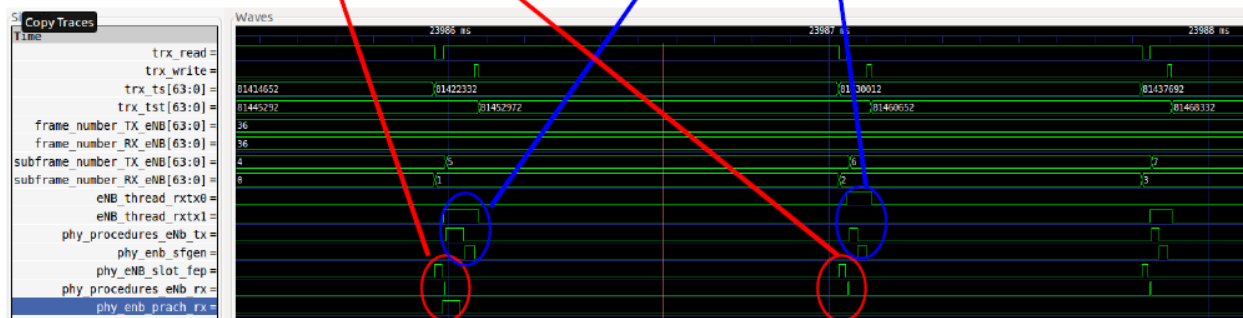 Copy Traces
Waves
Time
23986 ms 23987 ms 23988 ms
trx_read =
trx_write =
trx_ts[63:0] = 81414652 81422332 81430012 81437692
trx_tst[63:0] = 81445292 81452972 81460652 81468332
frame_number_TX_eNB[63:0] = 36
frame_number_RX_eNB[63:0] = 36
subframe_number_TX_eNB[63:0] = 4 5 6 7
subframe_number_RX_eNB[63:0] = 0 1 2 3
eNB_thread_rxtx0 =
eNB_thread_rxtx1 =
phy_procedures_eNb_tx =
phy_enb_sfgen =
phy_eNB_slot_fep =
phy_procedures_eNb_rx =
phy_enb_prach_rx =